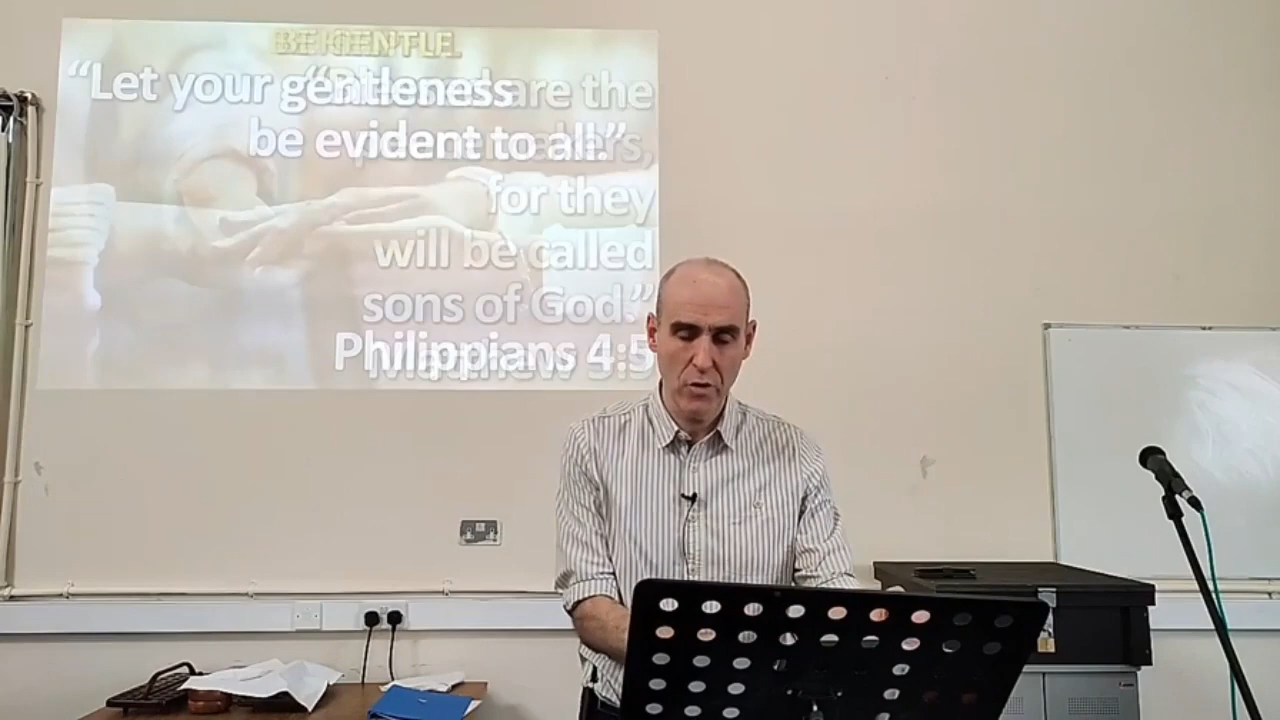 BE GENTLE.
“Let your gentleness
be evident to all.”
Philippians 4:5
are the
for they
will be called
sons of God.”
Matthew